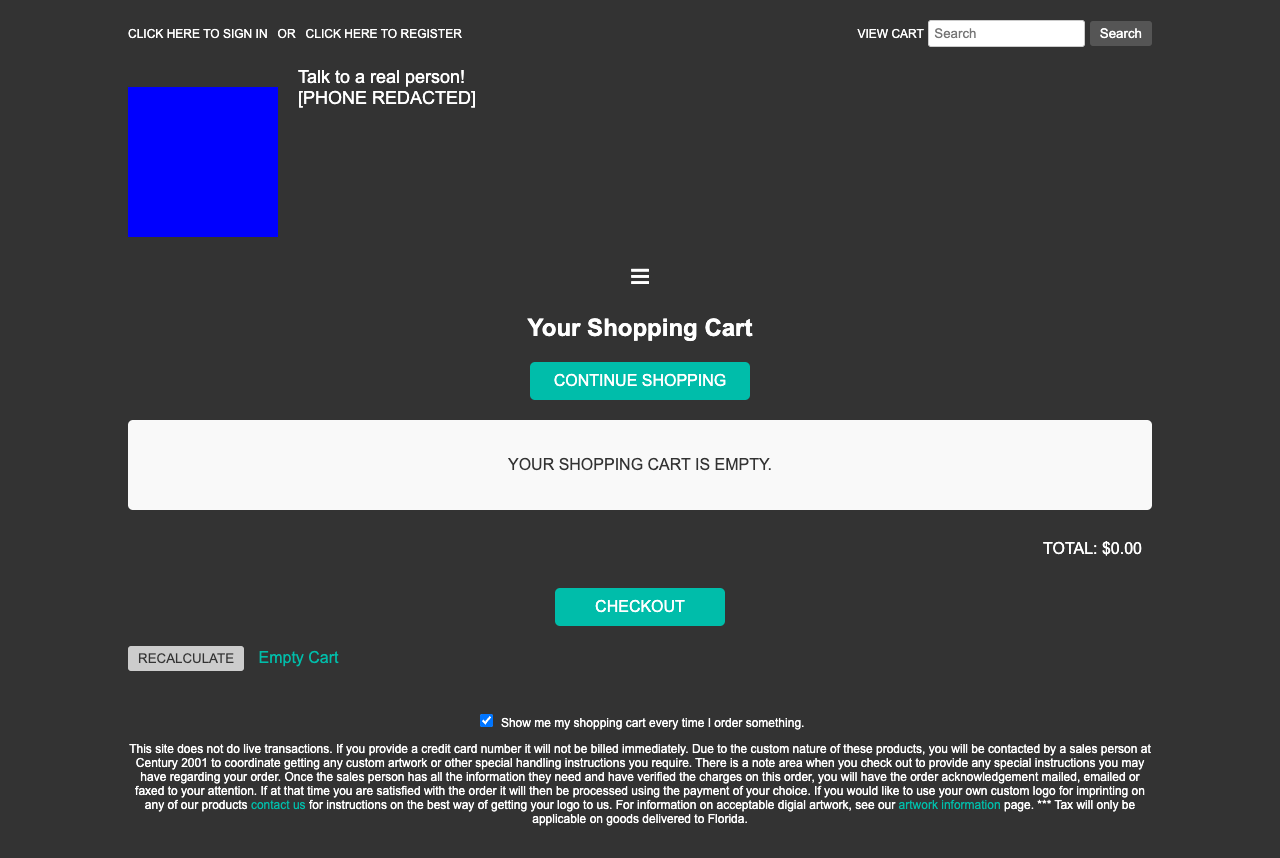 CLICK HERE TO SIGN IN OR CLICK HERE TO REGISTER
VIEW CART Search Search
Talk to a real person!
[PHONE REDACTED]
Your Shopping Cart
CONTINUE SHOPPING
YOUR SHOPPING CART IS EMPTY.
TOTAL: $0.00
CHECKOUT
RECALCULATE Empty Cart
Show me my shopping cart every time I order something.
This site does not do live transactions. If you provide a credit card number it will not be billed immediately. Due to the custom nature of these products, you will be contacted by a sales person at
Century 2001 to coordinate getting any custom artwork or other special handling instructions you require. There is a note area when you check out to provide any special instructions you may
have regarding your order. Once the sales person has all the information they need and have verified the charges on this order, you will have the order acknowledgement mailed, emailed or
faxed to your attention. If at that time you are satisfied with the order it will then be processed using the payment of your choice. If you would like to use your own custom logo for imprinting on
any of our products contact us for instructions on the best way of getting your logo to us. For information on acceptable digial artwork, see our artwork information page. *** Tax will only be
applicable on goods delivered to Florida.